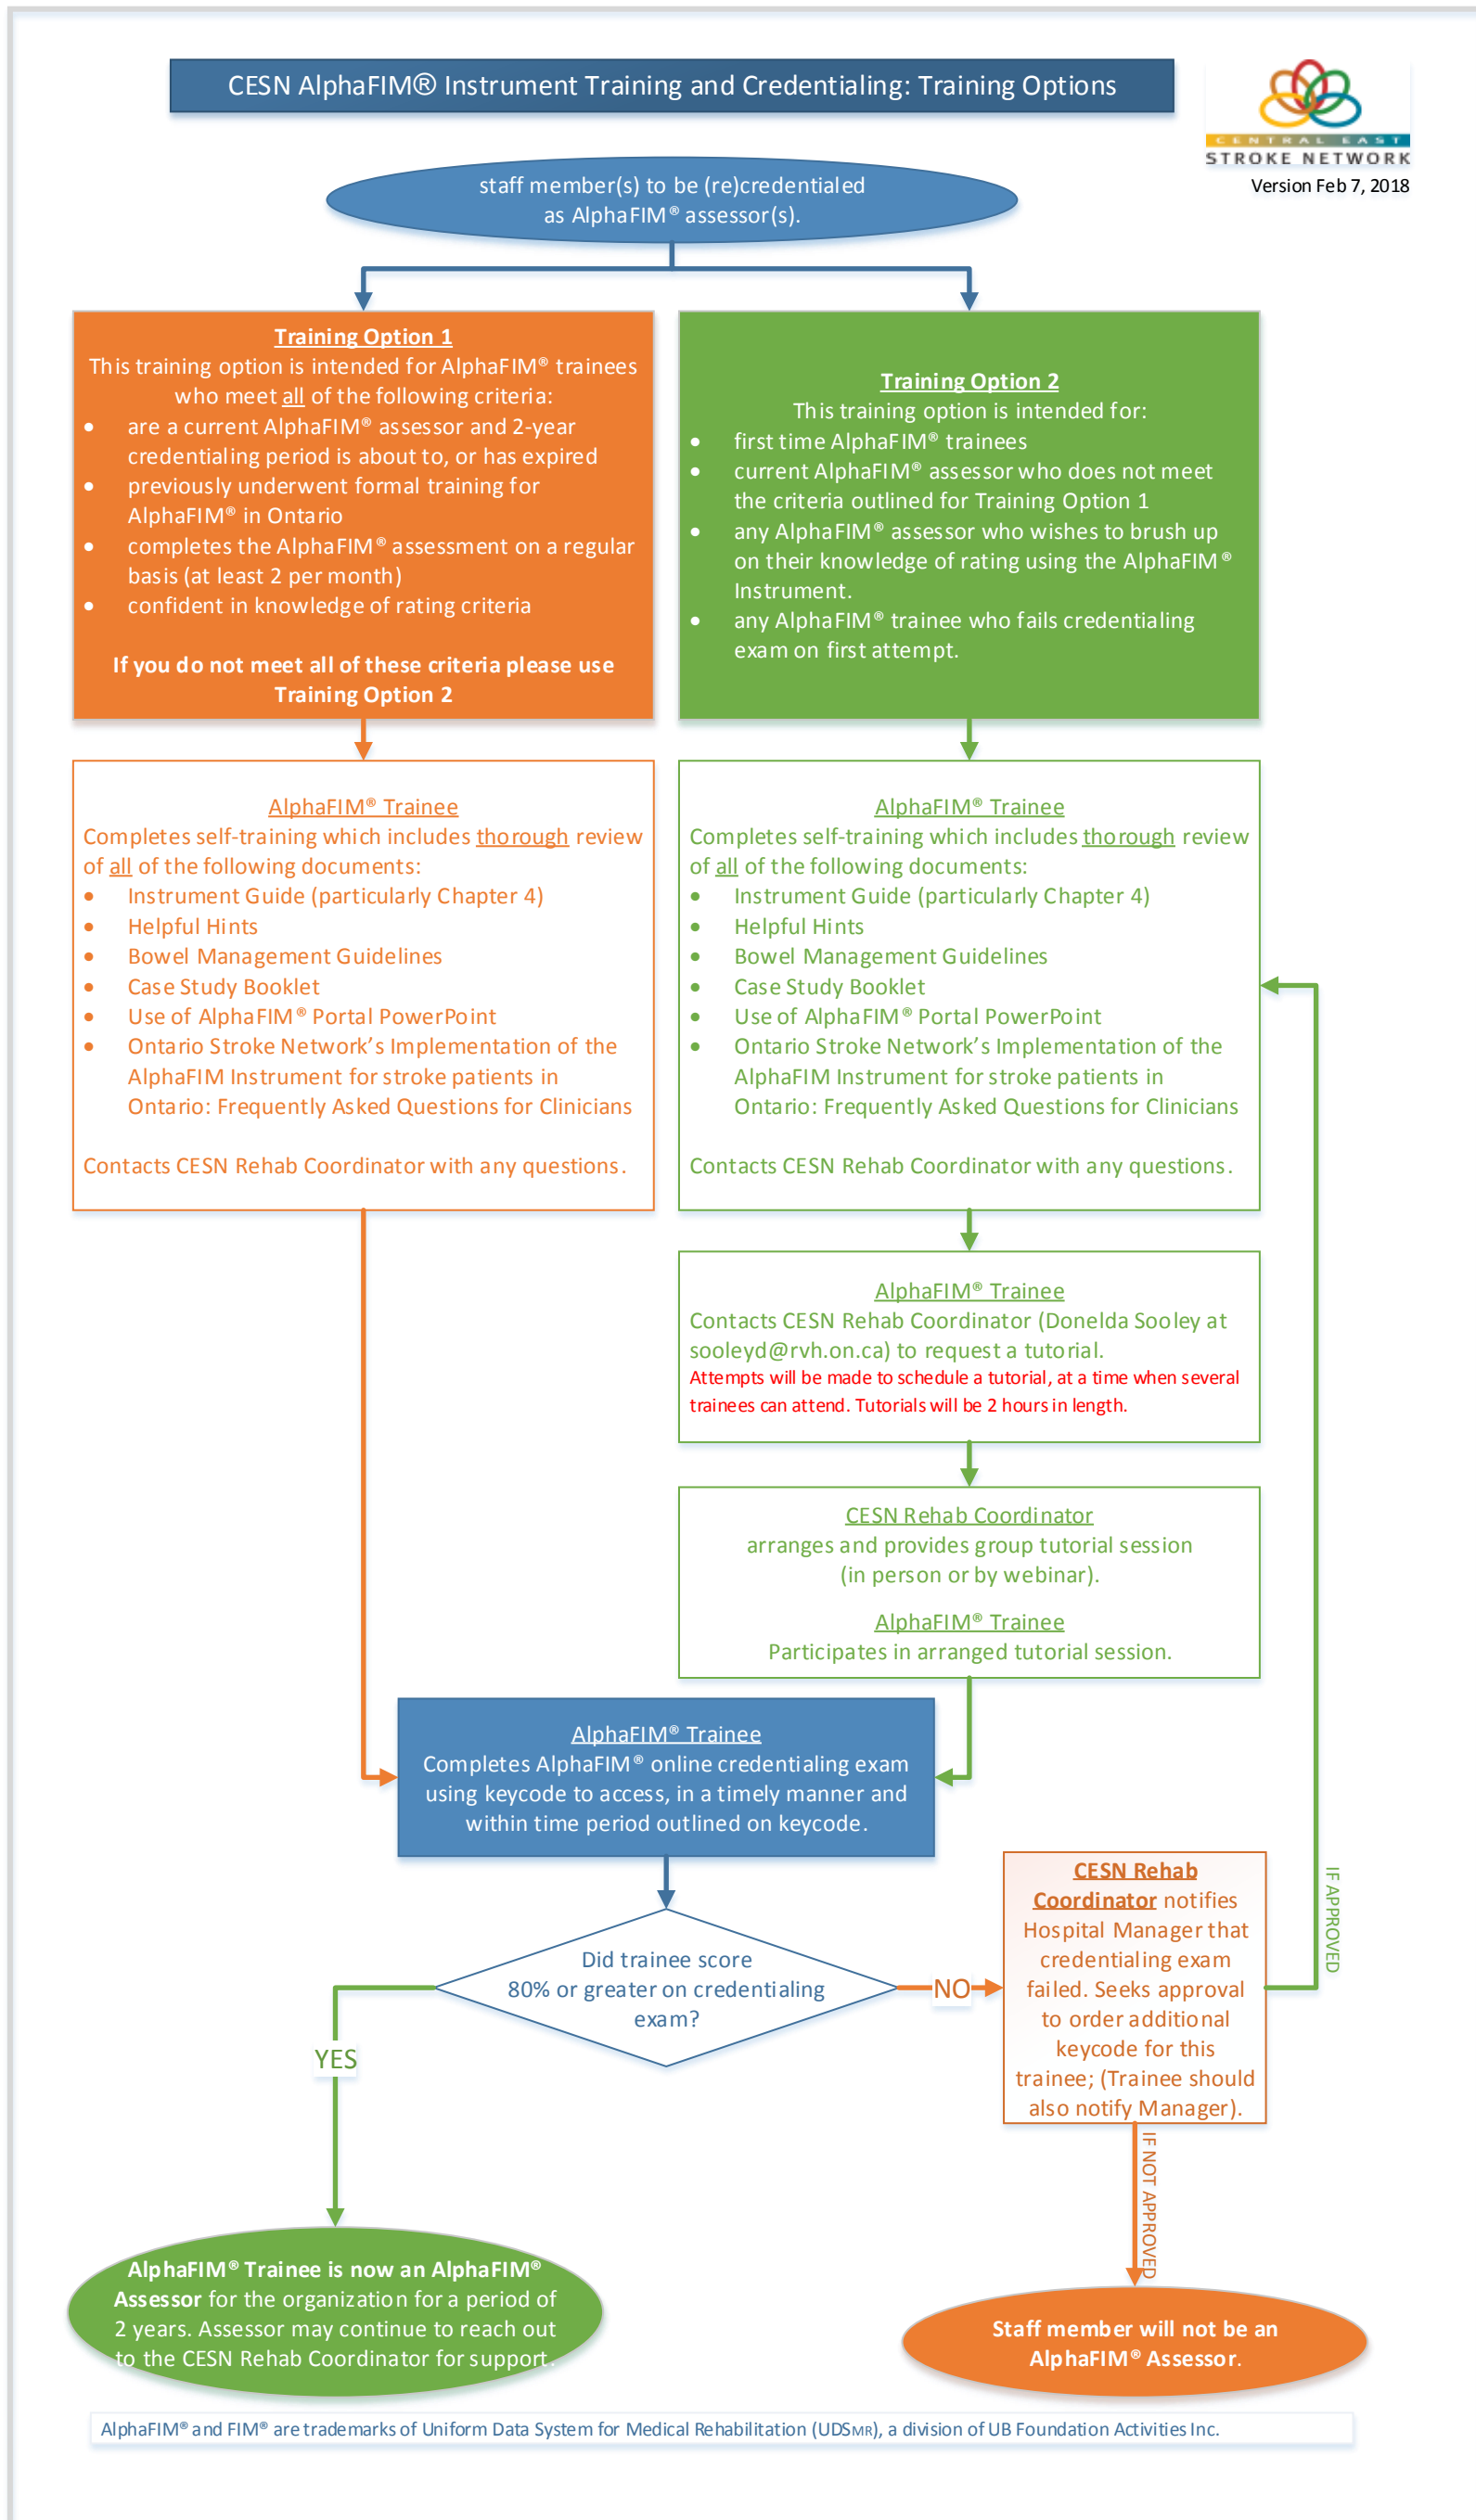 CESN AlphaFIM® Instrument Training and Credentialing: Training Options
CENTRAL EAST
STROKE NETWORK
Version Feb 7, 2018
staff member(s) to be (re)credentialed
as AlphaFIM® assessor(s).
Training Option 1
This training option is intended for AlphaFIM® trainees
who meet all of the following criteria:
• are a current AlphaFIM® assessor and 2-year
credentialing period is about to, or has expired
• previously underwent formal training for
AlphaFIM® in Ontario
• completes the AlphaFIM® assessment on a regular
basis (at least 2 per month)
• confident in knowledge of rating criteria
If you do not meet all of these criteria please use
Training Option 2
Training Option 2
This training option is intended for:
• first time AlphaFIM® trainees
• current AlphaFIM® assessor who does not meet
the criteria outlined for Training Option 1
• any AlphaFIM® assessor who wishes to brush up
on their knowledge of rating using the AlphaFIM®
Instrument.
• any AlphaFIM® trainee who fails credentialing
exam on first attempt.
AlphaFIM® Trainee
Completes self-training which includes thorough review
of all of the following documents:
• Instrument Guide (particularly Chapter 4)
• Helpful Hints
• Bowel Management Guidelines
• Case Study Booklet
• Use of AlphaFIM® Portal PowerPoint
• Ontario Stroke Network's Implementation of the
AlphaFIM Instrument for stroke patients in
Ontario: Frequently Asked Questions for Clinicians
Contacts CESN Rehab Coordinator with any questions.
AlphaFIM® Trainee
Completes self-training which includes thorough review
of all of the following documents:
• Instrument Guide (particularly Chapter 4)
• Helpful Hints
• Bowel Management Guidelines
• Case Study Booklet
• Use of AlphaFIM® Portal PowerPoint
• Ontario Stroke Network's Implementation of the
AlphaFIM Instrument for stroke patients in
Ontario: Frequently Asked Questions for Clinicians
Contacts CESN Rehab Coordinator with any questions.
AlphaFIM® Trainee
Contacts CESN Rehab Coordinator (Donelda Sooley at
sooleyd@rvh.on.ca) to request a tutorial.
Attempts will be made to schedule a tutorial, at a time when several
trainees can attend. Tutorials will be 2 hours in length.
CESN Rehab Coordinator
arranges and provides group tutorial session
(in person or by webinar).
AlphaFIM® Trainee
Participates in arranged tutorial session.
AlphaFIM® Trainee
Completes AlphaFIM® online credentialing exam
using keycode to access, in a timely manner and
within time period outlined on keycode.
Did trainee score
80% or greater on credentialing
exam?
NO
YES
CESN Rehab
Coordinator notifies
Hospital Manager that
credentialing exam
failed. Seeks approval
to order additional
keycode for this
trainee; (Trainee should
also notify Manager).
IF APPROVED
IF NOT APPROVED
AlphaFIM® Trainee is now an AlphaFIM®
Assessor for the organization for a period of
2 years. Assessor may continue to reach out
to the CESN Rehab Coordinator for support.
Staff member will not be an
AlphaFIM® Assessor.
AlphaFIM® and FIM® are trademarks of Uniform Data System for Medical Rehabilitation (UDSMR), a division of UB Foundation Activities Inc.